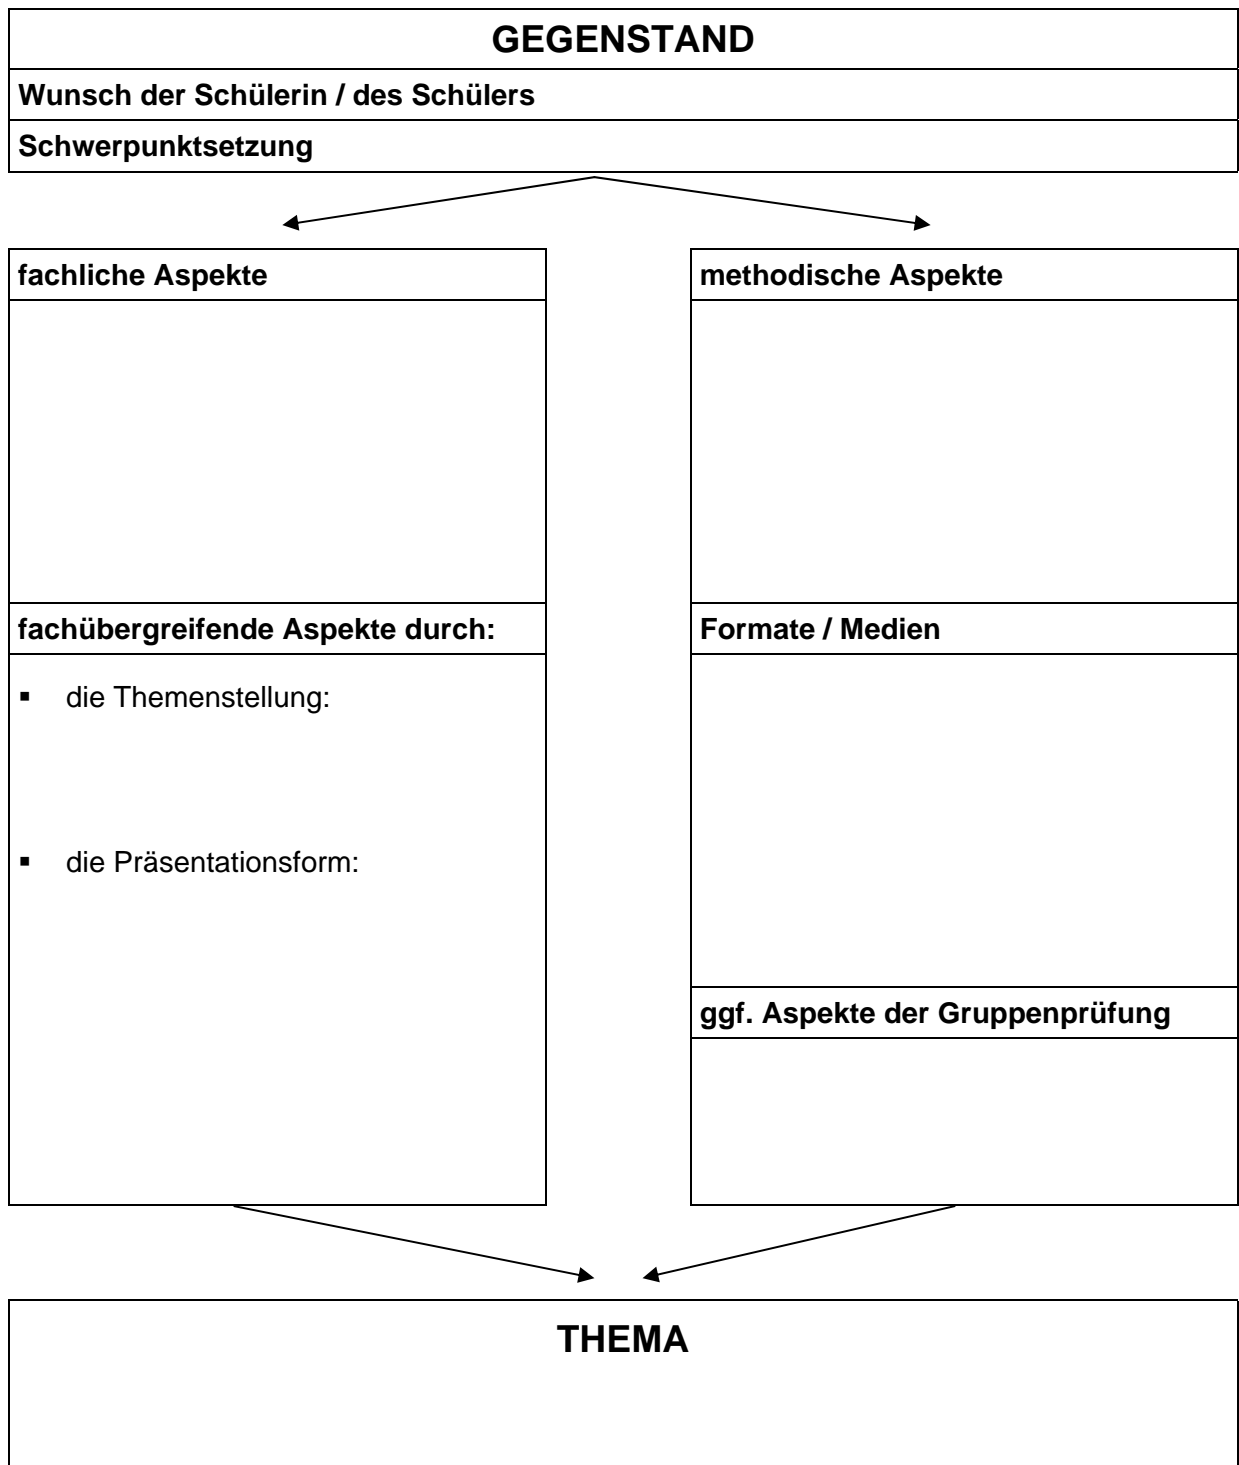 GEGENSTAND
Wunsch der Schülerin / des Schülers
Schwerpunktsetzung
fachliche Aspekte
fachübergreifende Aspekte durch:
▪ die Themenstellung:
▪ die Präsentationsform:
methodische Aspekte
Formate / Medien
ggf. Aspekte der Gruppenprüfung
THEMA